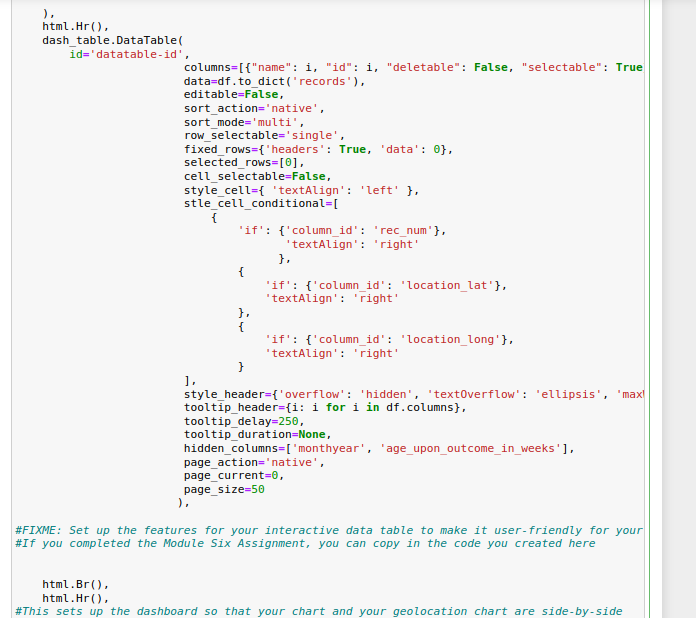 ),
html.Hr(),
dash_table.DataTable(
id='datatable-id',
columns=[{"name": i, "id": i, "deletable": False, "selectable": True
data=df.to_dict('records'),
editable=False,
sort_action='native',
sort_mode='multi',
row_selectable='single',
fixed_rows={'headers': True, 'data': 0},
selected_rows=[0],
cell_selectable=False,
style_cell={ 'textAlign': 'left' },
stle_cell_conditional=[
{
'if': {'column_id': 'rec_num'},
'textAlign': 'right'
},
{
'if': {'column_id': 'location_lat'},
'textAlign': 'right'
},
{
'if': {'column_id': 'location_long'},
'textAlign': 'right'
}
],
style_header={'overflow': 'hidden', 'textOverflow': 'ellipsis', 'max
tooltip_header={i: i for i in df.columns},
tooltip_delay=250,
tooltip_duration=None,
hidden_columns=['monthyear', 'age_upon_outcome_in_weeks'],
page_action='native',
page_current=0,
page_size=50
),
#FIXME: Set up the features for your interactive data table to make it user-friendly for your
#If you completed the Module Six Assignment, you can copy in the code you created here
html.Br(),
html.Hr(),
#This sets up the dashboard so that your chart and your geolocation chart are side-by-side